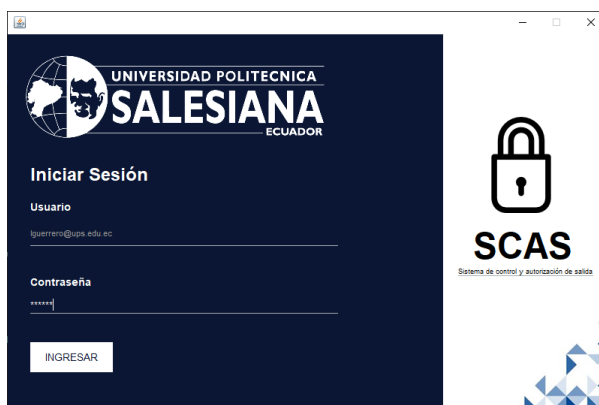 UNIVERSIDAD POLITECNICA
SALESIANA
ECUADOR
Iniciar Sesión
Usuario
lguerrero@ups.edu.ec
Contraseña
******
INGRESAR
SCAS
Sistema de control y autorización de salida